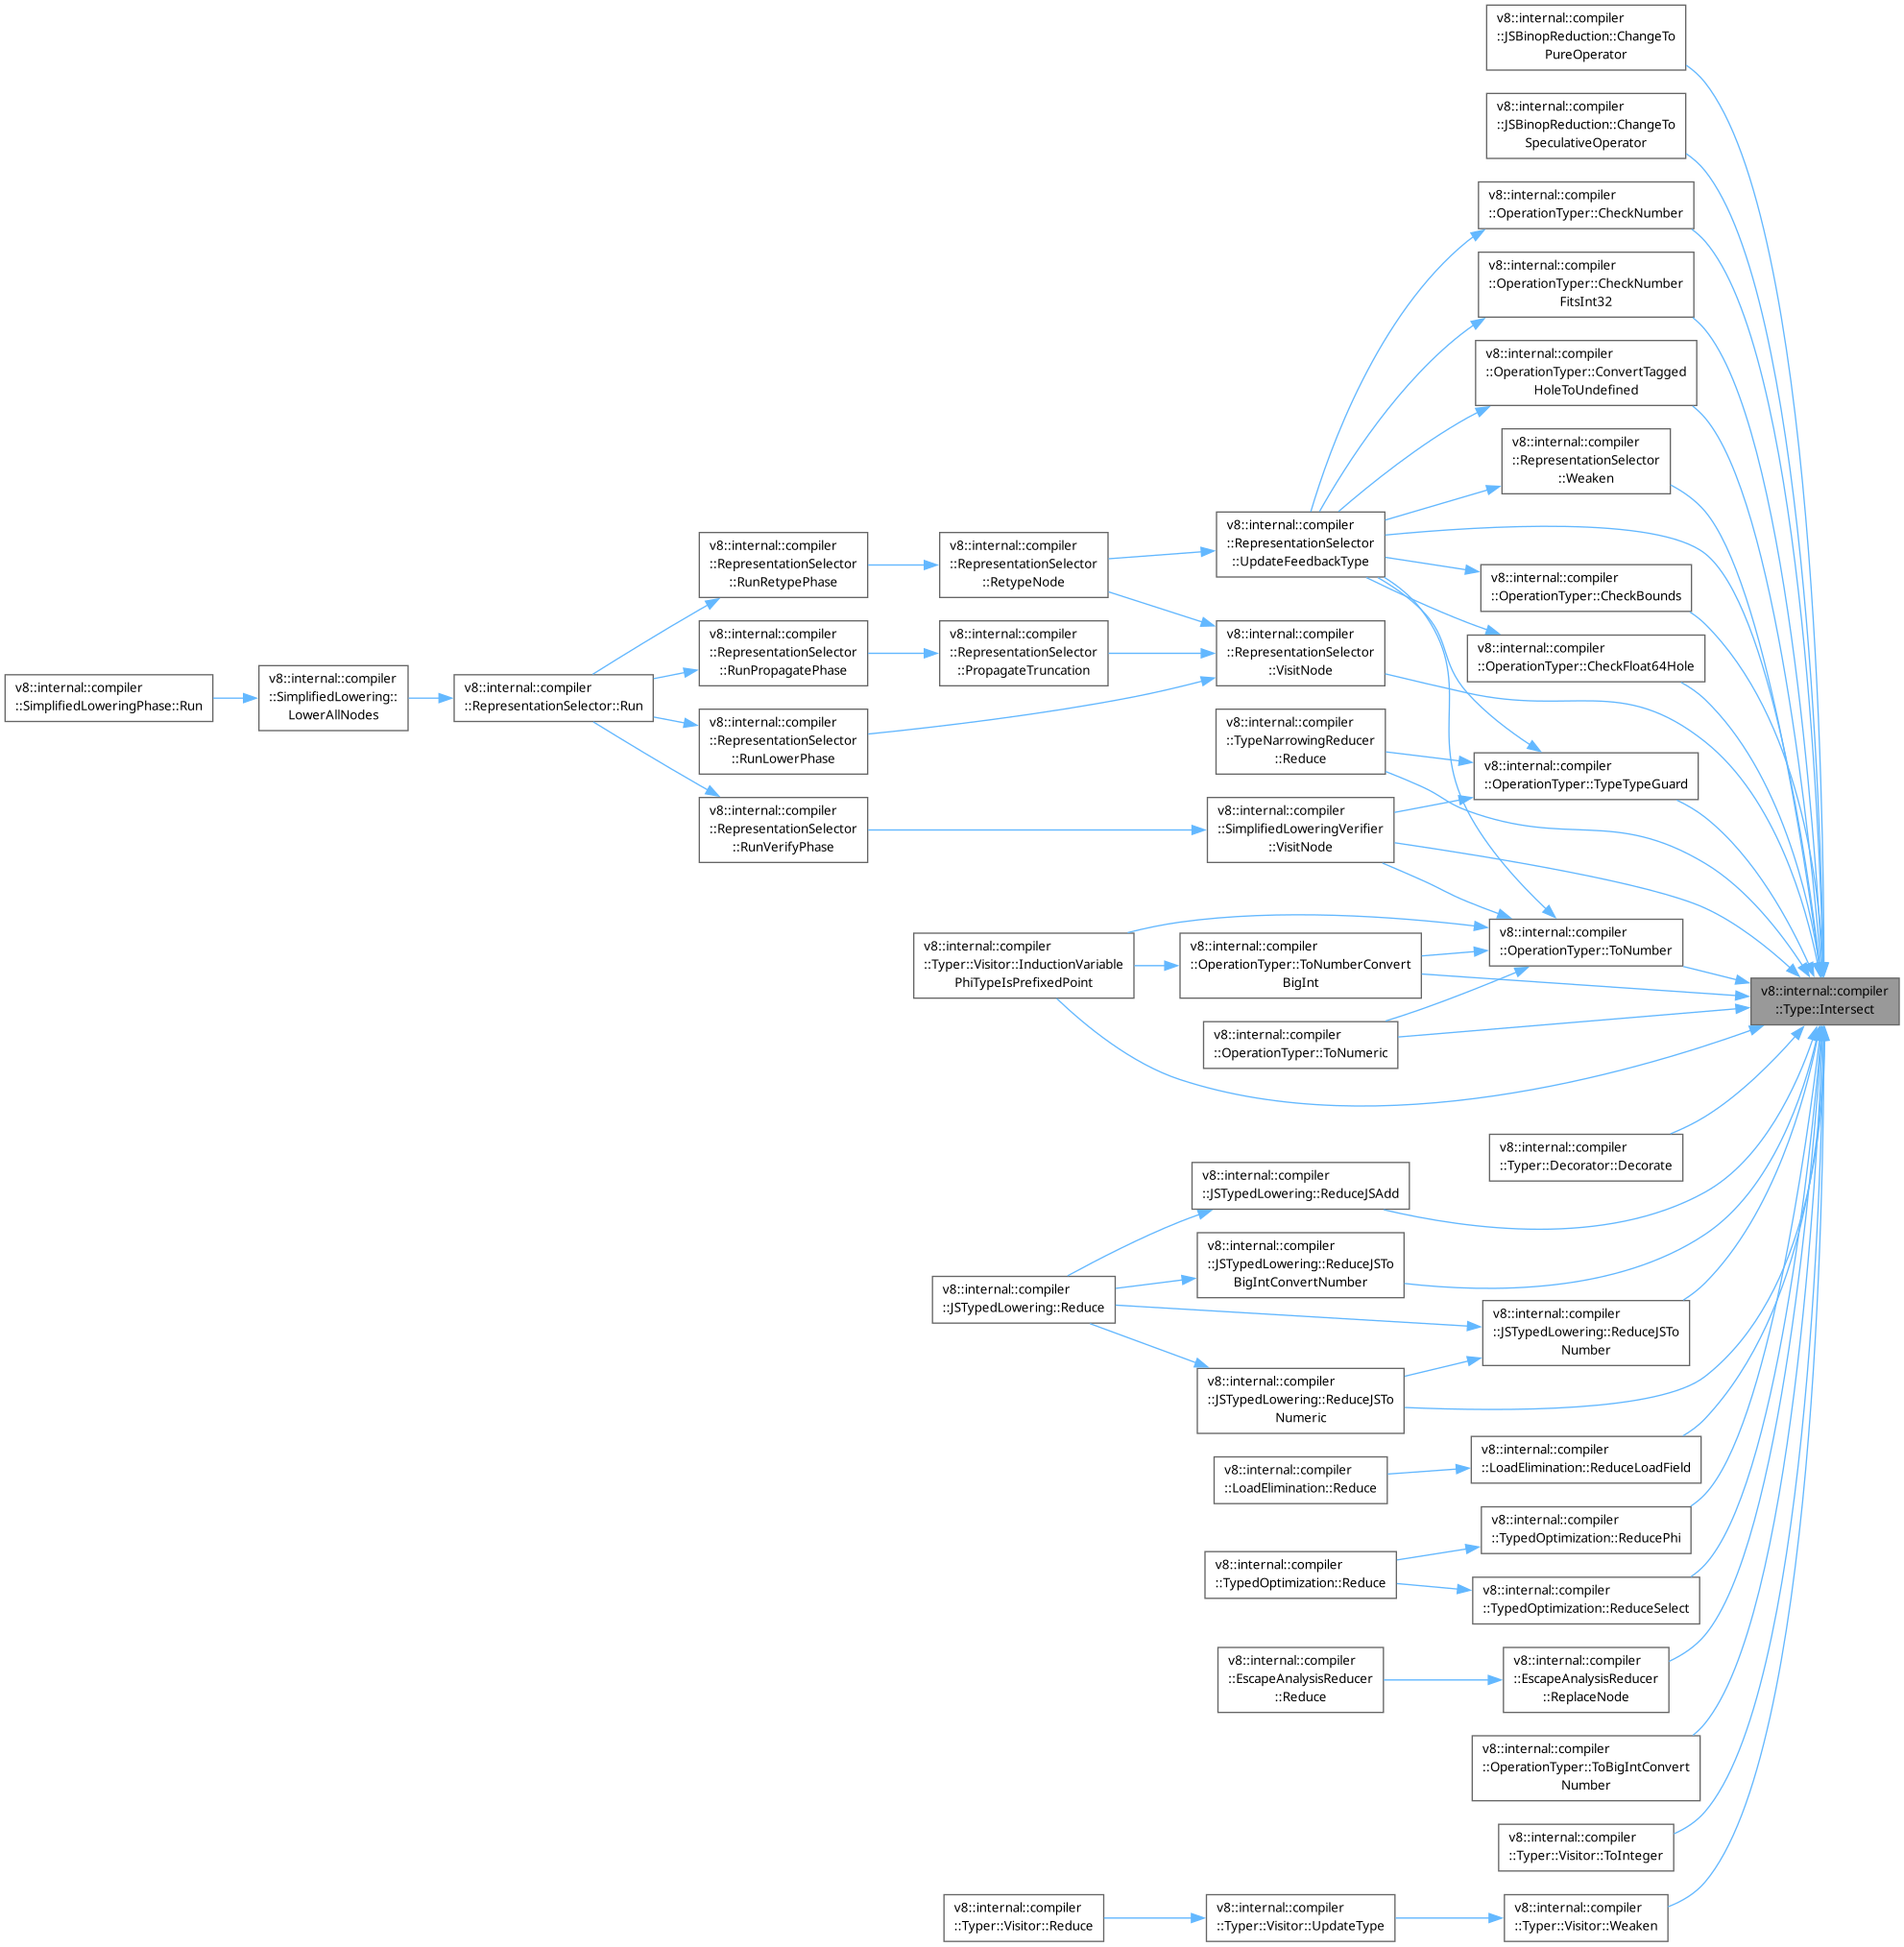 v8::internal::compiler
::JSBinopReduction::ChangeTo
PureOperator
v8::internal::compiler
::JSBinopReduction::ChangeTo
SpeculativeOperator
v8::internal::compiler
::OperationTyper::CheckNumber
v8::internal::compiler
::OperationTyper::CheckNumber
FitsInt32
v8::internal::compiler
::OperationTyper::ConvertTagged
HoleToUndefined
v8::internal::compiler
::RepresentationSelector
::Weaken
v8::internal::compiler
::RepresentationSelector
::UpdateFeedbackType
v8::internal::compiler
::RepresentationSelector
::RetypeNode
v8::internal::compiler
::RepresentationSelector
::RunRetypePhase
v8::internal::compiler
::OperationTyper::CheckBounds
v8::internal::compiler
::OperationTyper::CheckFloat64Hole
v8::internal::compiler
::RepresentationSelector
::VisitNode
v8::internal::compiler
::RepresentationSelector
::PropagateTruncation
v8::internal::compiler
::RepresentationSelector
::RunPropagatePhase
v8::internal::compiler
::SimplifiedLoweringPhase::Run
v8::internal::compiler
::SimplifiedLowering::
LowerAllNodes
v8::internal::compiler
::RepresentationSelector::Run
v8::internal::compiler
::RepresentationSelector
::RunLowerPhase
v8::internal::compiler
::TypeNarrowingReducer
::Reduce
v8::internal::compiler
::OperationTyper::TypeTypeGuard
v8::internal::compiler
::RepresentationSelector
::RunVerifyPhase
v8::internal::compiler
::SimplifiedLoweringVerifier
::VisitNode
v8::internal::compiler
::OperationTyper::ToNumber
v8::internal::compiler
::Typer::Visitor::InductionVariable
PhiTypeIsPrefixedPoint
v8::internal::compiler
::OperationTyper::ToNumberConvert
BigInt
v8::internal::compiler
::Type::Intersect
v8::internal::compiler
::OperationTyper::ToNumeric
v8::internal::compiler
::Typer::Decorator::Decorate
v8::internal::compiler
::JSTypedLowering::ReduceJSAdd
v8::internal::compiler
::JSTypedLowering::ReduceJSTo
BigIntConvertNumber
v8::internal::compiler
::JSTypedLowering::Reduce
v8::internal::compiler
::JSTypedLowering::ReduceJSTo
Number
v8::internal::compiler
::JSTypedLowering::ReduceJSTo
Numeric
v8::internal::compiler
::LoadElimination::ReduceLoadField
v8::internal::compiler
::LoadElimination::Reduce
v8::internal::compiler
::TypedOptimization::ReducePhi
v8::internal::compiler
::TypedOptimization::Reduce
v8::internal::compiler
::TypedOptimization::ReduceSelect
v8::internal::compiler
::EscapeAnalysisReducer
::Reduce
v8::internal::compiler
::EscapeAnalysisReducer
::ReplaceNode
v8::internal::compiler
::OperationTyper::ToBigIntConvert
Number
v8::internal::compiler
::Typer::Visitor::ToInteger
v8::internal::compiler
::Typer::Visitor::Reduce
v8::internal::compiler
::Typer::Visitor::UpdateType
v8::internal::compiler
::Typer::Visitor::Weaken